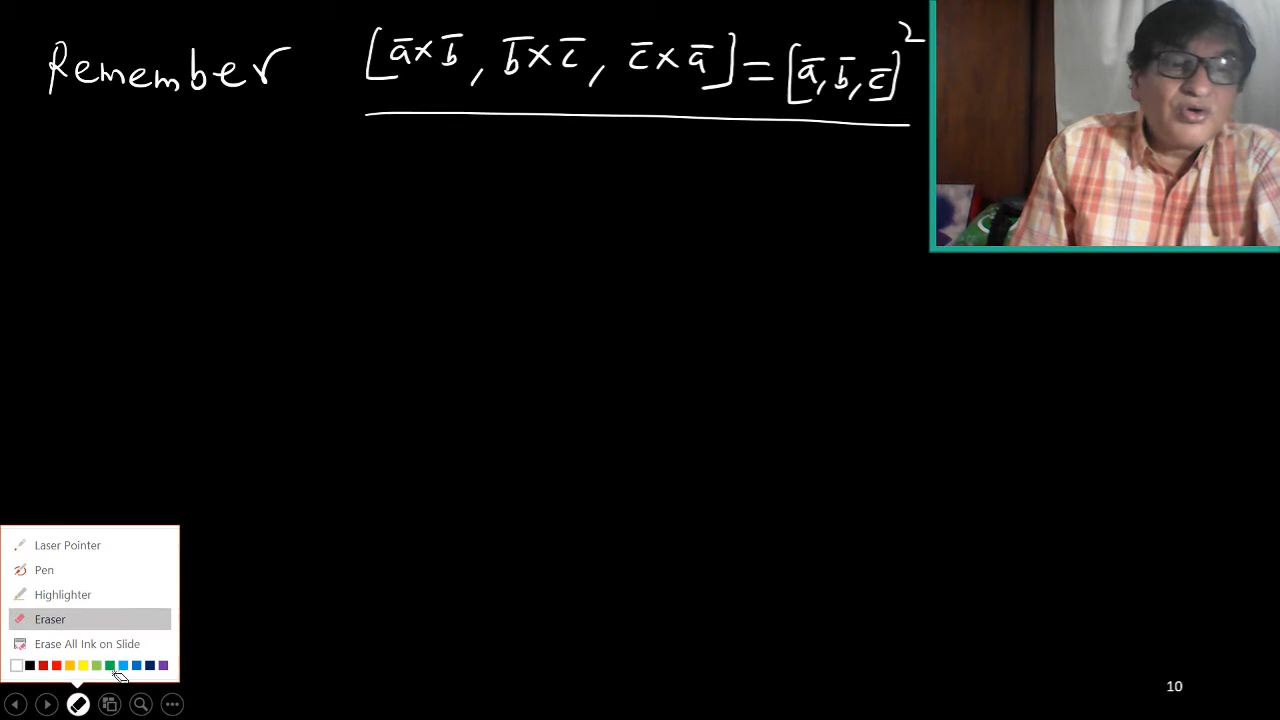 Remember [a̅×b̅, b̅×c̅, c̅×a̅] = [a̅, b̅, c̅]²
Laser Pointer
Pen
Highlighter
Eraser
Erase All Ink on Slide
10